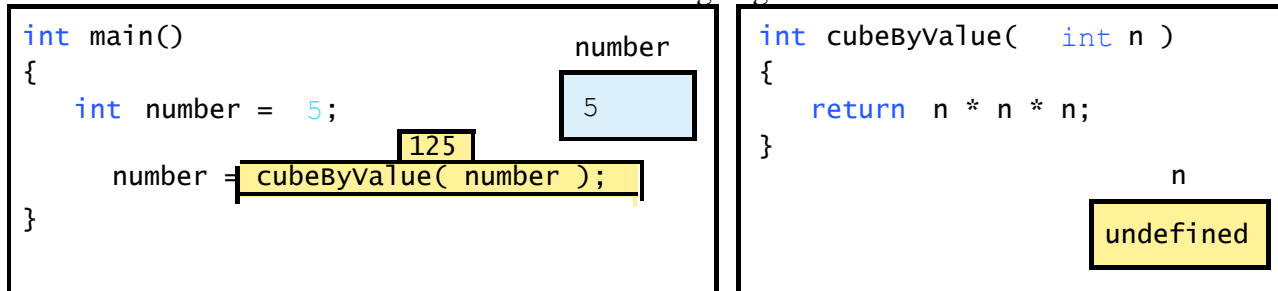 int main()
{
int number = 5;
number = cubeByValue( number );
}
number
5
125
int cubeByValue( int n )
{
return n * n * n;
}
n
undefined